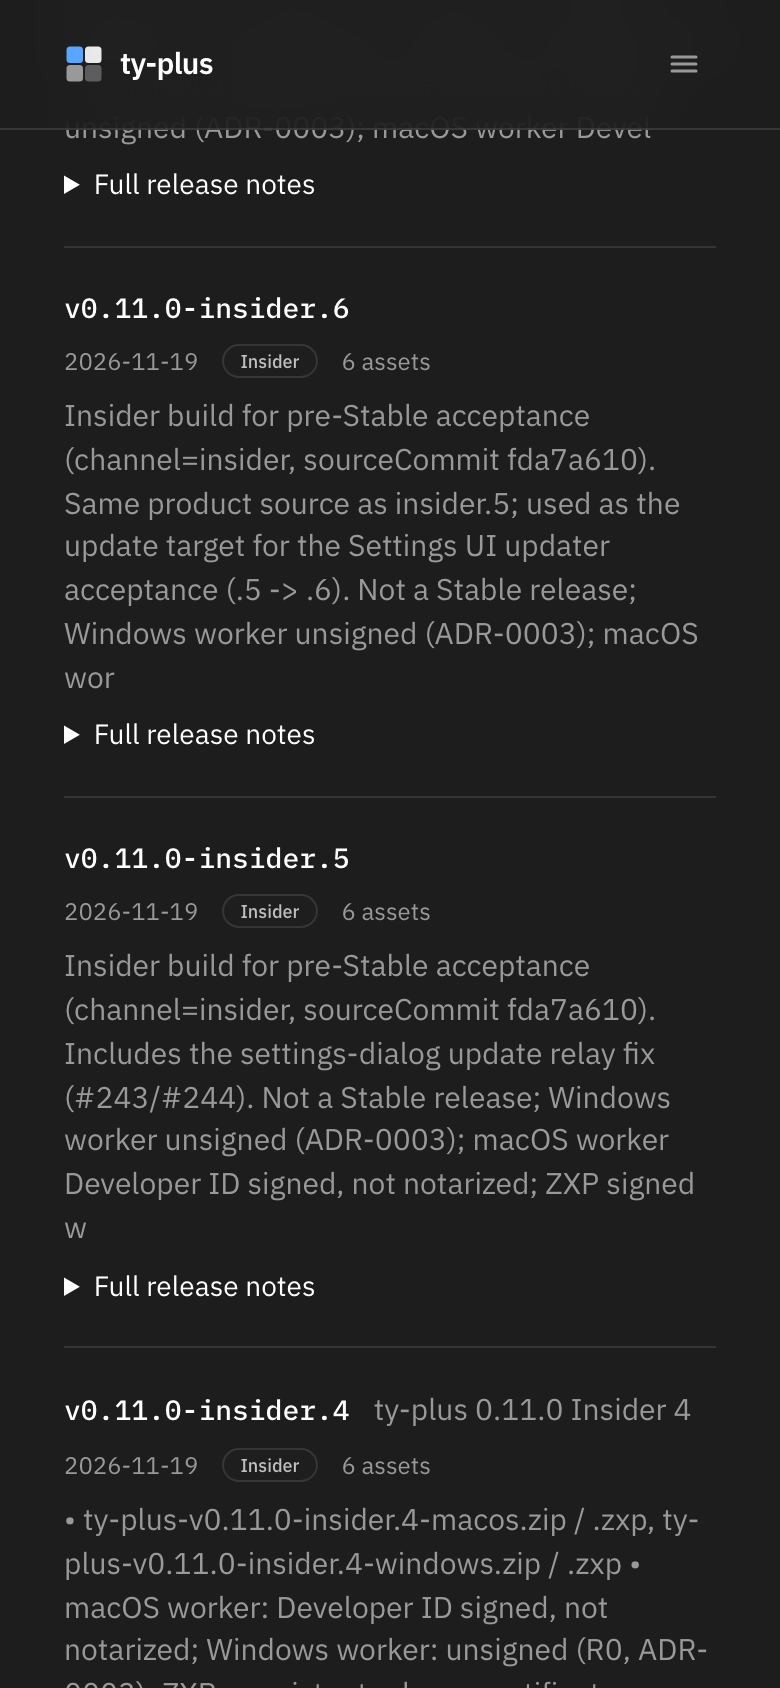 ty-plus
unsigned (ADR-0003); macOS worker Devel
▶ Full release notes
v0.11.0-insider.6
2026-11-19 Insider 6 assets
Insider build for pre-Stable acceptance
(channel=insider, sourceCommit fda7a610).
Same product source as insider.5; used as the
update target for the Settings UI updater
acceptance (.5 -> .6). Not a Stable release;
Windows worker unsigned (ADR-0003); macOS
wor
▶ Full release notes
v0.11.0-insider.5
2026-11-19 Insider 6 assets
Insider build for pre-Stable acceptance
(channel=insider, sourceCommit fda7a610).
Includes the settings-dialog update relay fix
(#243/#244). Not a Stable release; Windows
worker unsigned (ADR-0003); macOS worker
Developer ID signed, not notarized; ZXP signed
w
▶ Full release notes
v0.11.0-insider.4 ty-plus 0.11.0 Insider 4
2026-11-19 Insider 6 assets
• ty-plus-v0.11.0-insider.4-macos.zip / .zxp, ty-
plus-v0.11.0-insider.4-windows.zip / .zxp •
macOS worker: Developer ID signed, not
notarized; Windows worker: unsigned (R0, ADR-